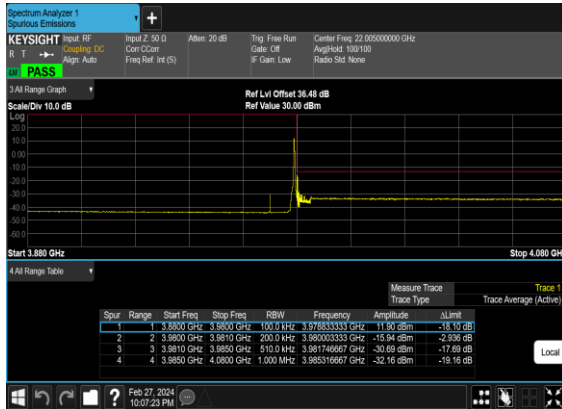 Spectrum Analyzer 1
Spurious Emissions
+
KEYSIGHT Input: RF Input Z: 50 Ω Atten: 20 dB Trig: Free Run Center Freq: 22.005000000 GHz
R T Coupling: DC Corr CCorr Gate: Off Avg|Hold: 100/100
Align: Auto Freq Ref: Int (S) IF Gain: Low Radio Std: None
PASS
3 All Range Graph
Ref Lvl Offset 36.48 dB
Scale/Div 10.0 dB Ref Value 30.00 dBm
Log
20.0
10.0
0.00
-10.0
-20.0
-30.0
-40.0
-50.0
-60.0
Start 3.880 GHz Stop 4.080 GH
4 All Range Table
Measure Trace Trace 1
Trace Type Trace Average (Active)
Spur Range Start Freq Stop Freq RBW Frequency Amplitude ΔLimit
1 1 3.8800 GHz 3.9800 GHz 100.0 kHz 3.978833333 GHz 11.90 dBm -18.10 dB
2 2 3.9800 GHz 3.9810 GHz 200.0 kHz 3.980003333 GHz -15.94 dBm -2.936 dB
3 3 3.9810 GHz 3.9850 GHz 510.0 kHz 3.981746667 GHz -30.69 dBm -17.69 dB
4 4 3.9850 GHz 4.0800 GHz 1.000 MHz 3.985316667 GHz -32.16 dBm -19.16 dB
Local
? Feb 27, 2024
10:07:23 PM